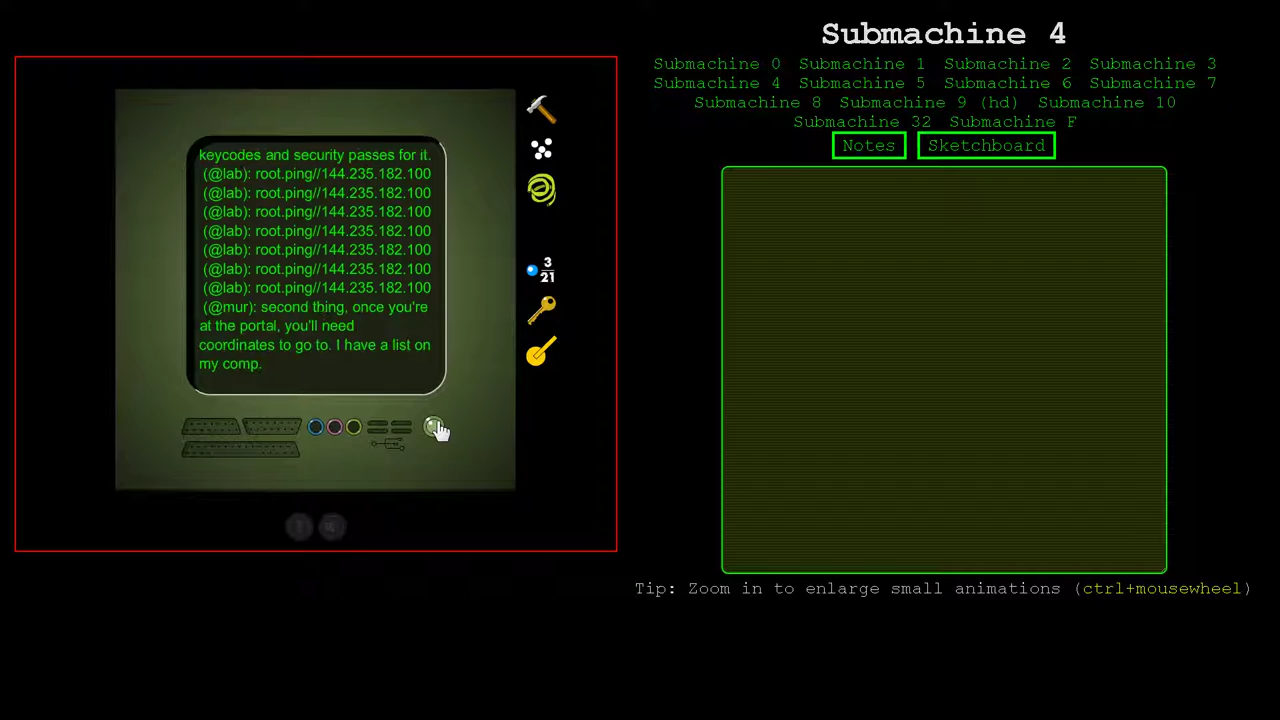 keycodes and security passes for it.
(@lab): root.ping//144.235.182.100
(@lab): root.ping//144.235.182.100
(@lab): root.ping//144.235.182.100
(@lab): root.ping//144.235.182.100
(@lab): root.ping//144.235.182.100
(@lab): root.ping//144.235.182.100
(@lab): root.ping//144.235.182.100
(@mur): second thing, once you're
at the portal, you'll need
coordinates to go to. I have a list on
my comp.
3
21
Submachine 4
Submachine 0 Submachine 1 Submachine 2 Submachine 3
Submachine 4 Submachine 5 Submachine 6 Submachine 7
Submachine 8 Submachine 9 (hd) Submachine 10
Submachine 32 Submachine F
Notes Sketchboard
Tip: Zoom in to enlarge small animations (ctrl+mousewheel)